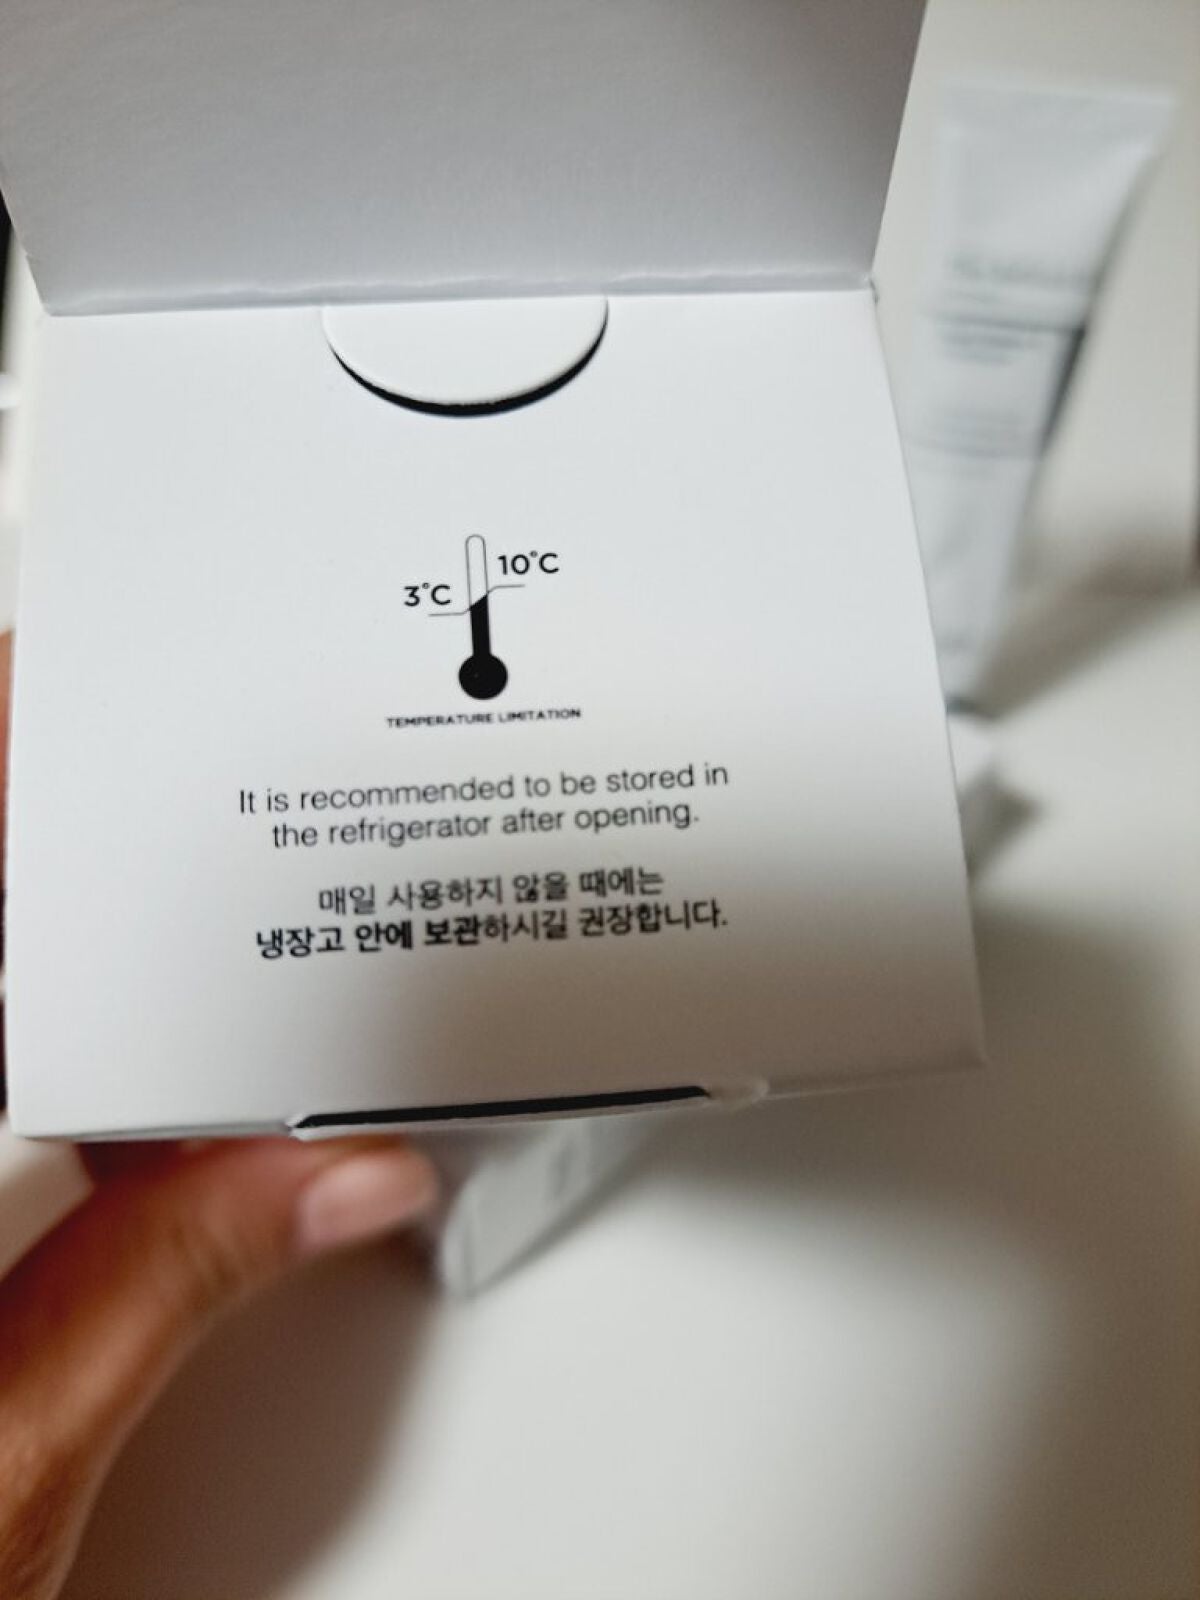 10°C
3°C
TEMPERATURE LIMITATION
It is recommended to be stored in
the refrigerator after opening.
매일 사용하지 않을 때에는
냉장고 안에 보관하시길 권장합니다.